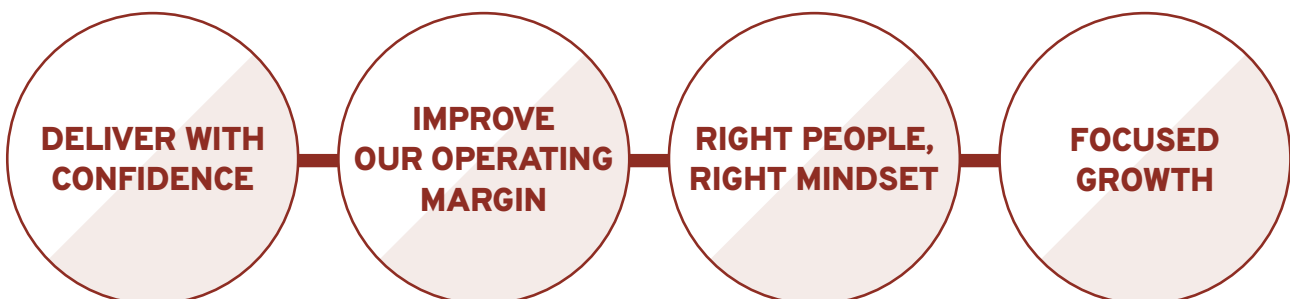 DELIVER WITH
CONFIDENCE
IMPROVE
OUR OPERATING
MARGIN
RIGHT PEOPLE,
RIGHT MINDSET
FOCUSED
GROWTH